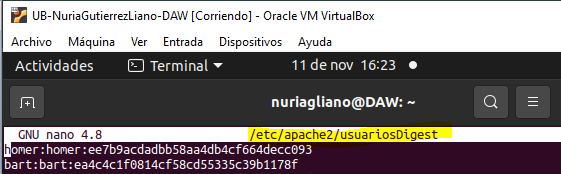 UB-NuriaGutierrezLiano-DAW [Corriendo] - Oracle VM VirtualBox
Archivo Máquina Ver Entrada Dispositivos Ayuda
Actividades Terminal 11 de nov 16:23
nuriagliano@DAW: ~
GNU nano 4.8 /etc/apache2/usuariosDigest
homer:homer:ee7b9acdadbb58aa4db4cf664decc093
bart:bart:ea4c4c1f0814cf58cd55335c39b1178f